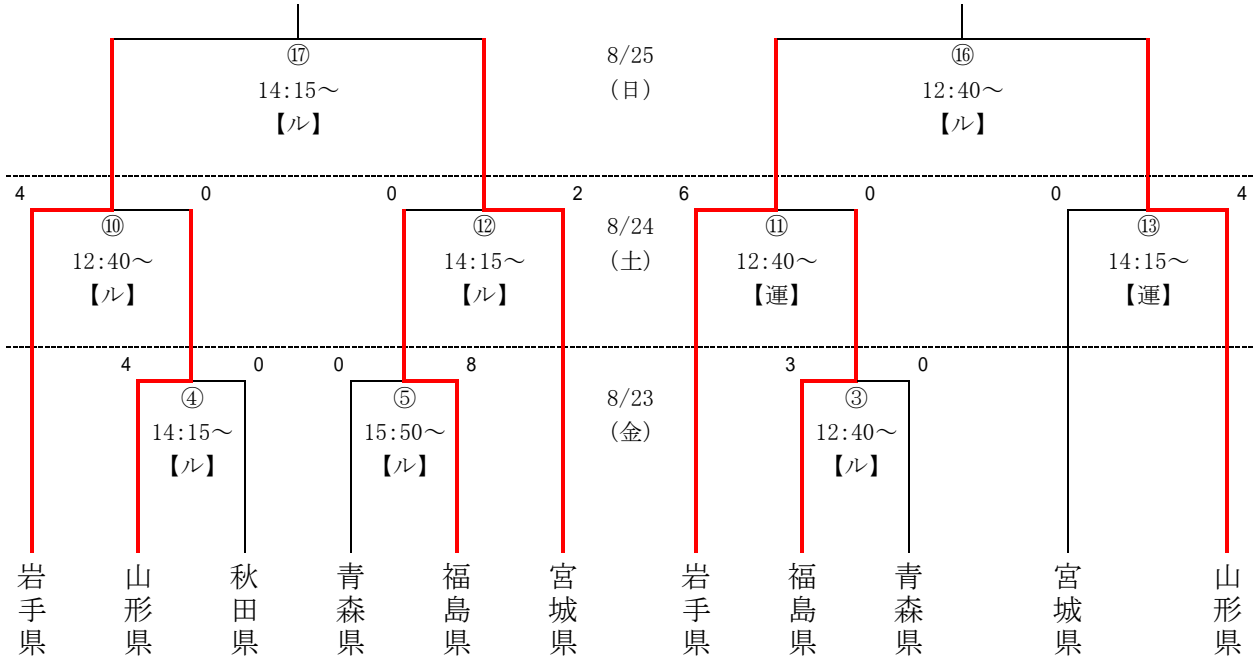 ⑰ 8/25 ⑯
14:15～ (日) 12:40～
【ル】 【ル】
4 0 0 2 6 0 0 4
⑩ ⑫ 8/24 ⑪ ⑬
12:40～ 14:15～ (土) 12:40～ 14:15～
【ル】 【ル】 【運】 【運】
4 0 0 8 3 0
④ ⑤ 8/23 ③
14:15～ 15:50～ (金) 12:40～
【ル】 【ル】 【ル】
岩手県 山形県 秋田県 青森県 福島県 宮城県 岩手県 福島県 青森県 宮城県 山形県